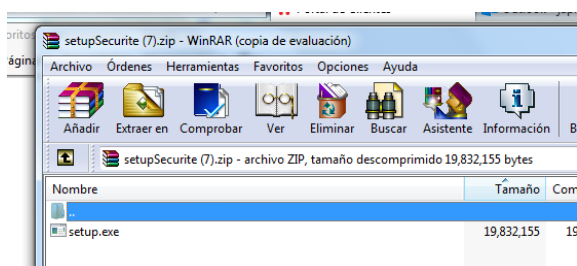 setupSecurite (7).zip - WinRAR (copia de evaluación)
Archivo Órdenes Herramientas Favoritos Opciones Ayuda
Añadir Extraer en Comprobar Ver Eliminar Buscar Asistente Información B
setupSecurite (7).zip - archivo ZIP, tamaño descomprimido 19,832,155 bytes
Nombre Tamaño Com
..
setup.exe 19,832,155 19